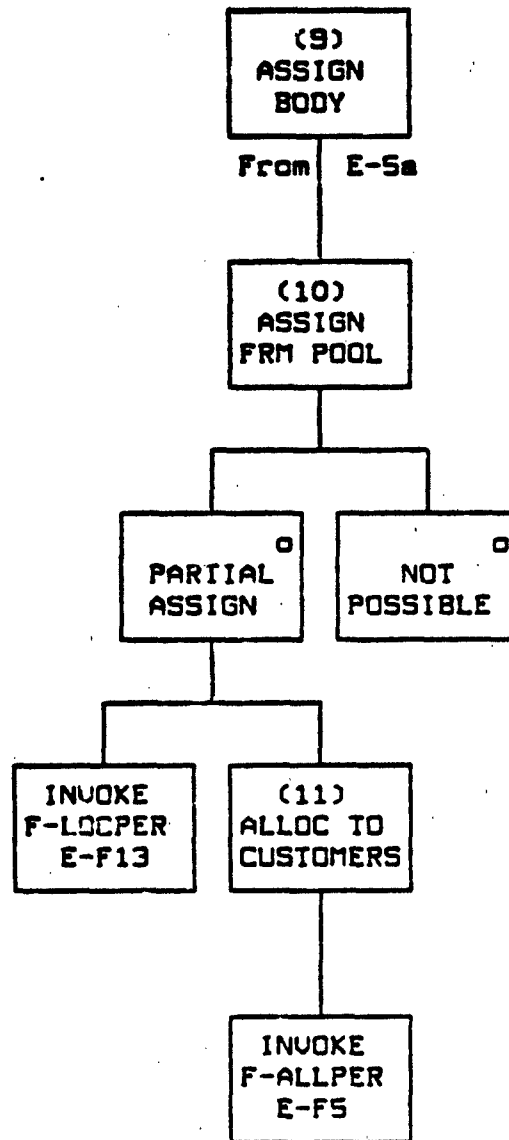 (9)
ASSIGN
BODY
From E-5a
(10)
ASSIGN
FRM POOL
o
PARTIAL
ASSIGN
o
NOT
POSSIBLE
INVOKE
F-LOCPER
E-F13
(11)
ALLOC TO
CUSTOMERS
INVOKE
F-ALLPER
E-F5